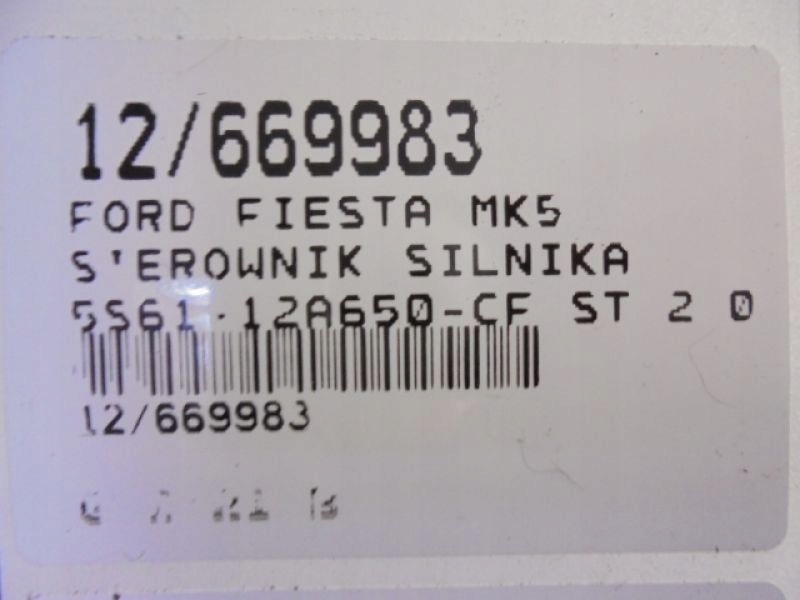 12/669983
FORD FIESTA MK5
S'EROWNIK SILNIKA
5S61-12A650-CF ST 2 0
12/669983